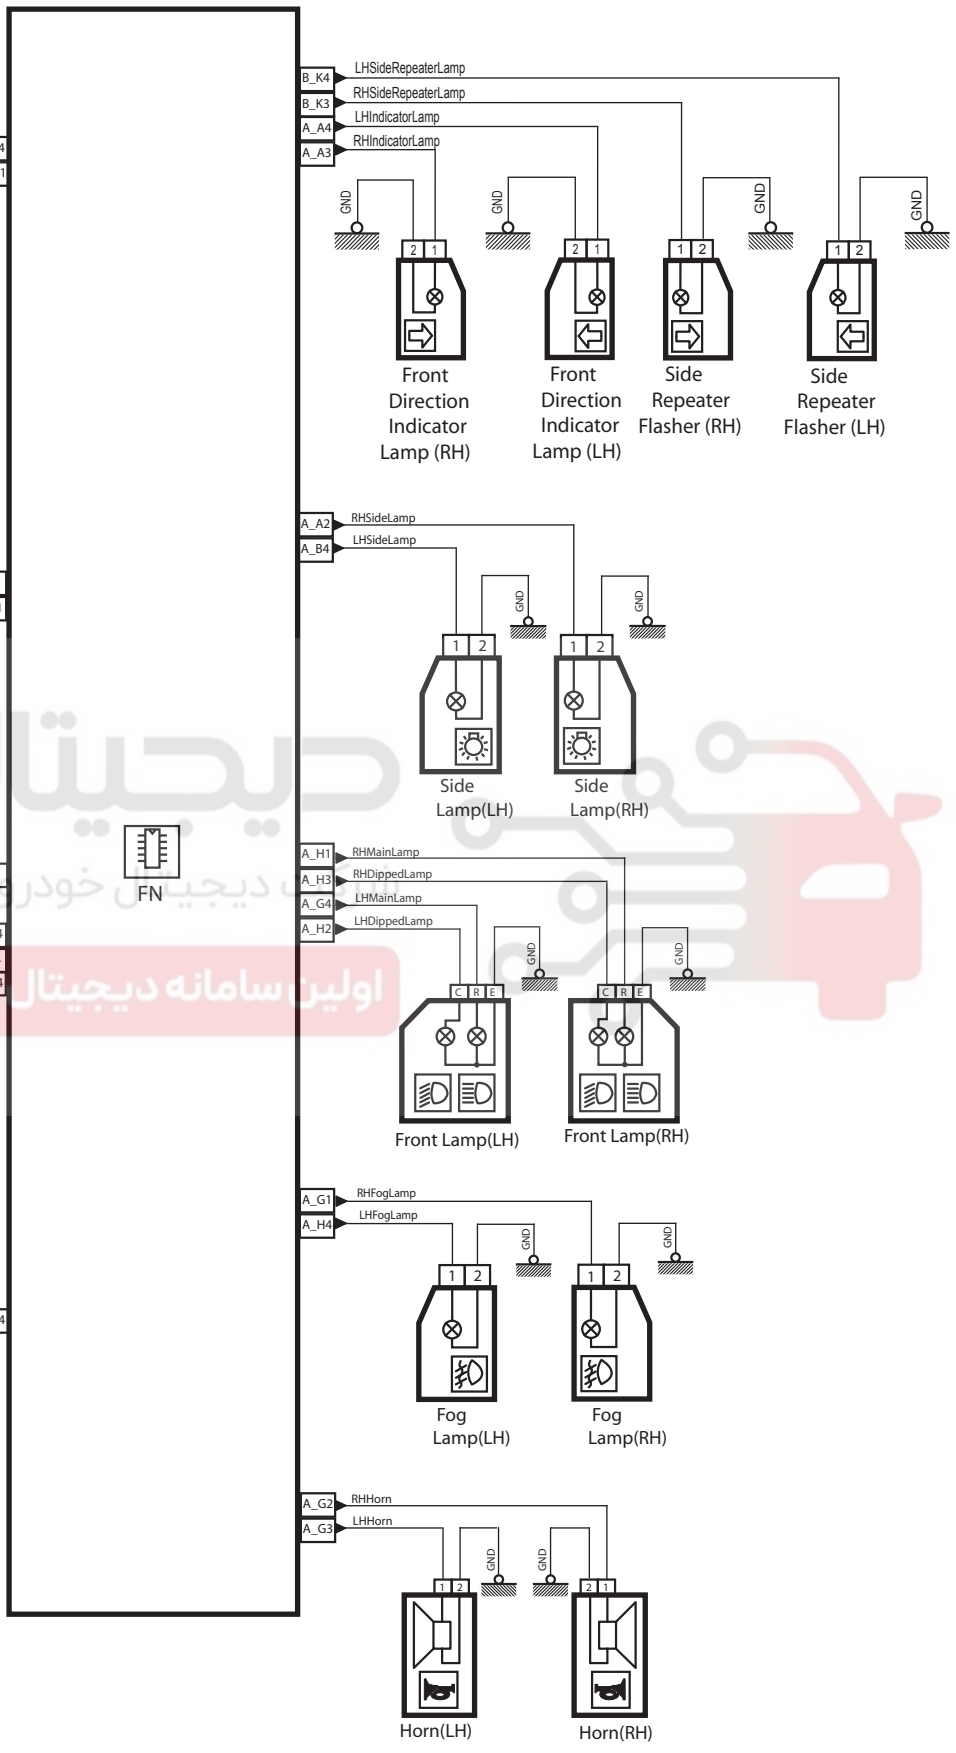 B_K4 LHSideRepeaterLamp
B_K3 RHSideRepeaterLamp
A_A4 LHIndicatorLamp
A_A3 RHIndicatorLamp
GND GND GND GND
2 1 2 1 1 2 1 2
Front
Direction
Indicator
Lamp (RH)
Front
Direction
Indicator
Lamp (LH)
Side
Repeater
Flasher (RH)
Side
Repeater
Flasher (LH)
A_A2 RHSideLamp
A_B4 LHSideLamp
GND GND
1 2 1 2
Side
Lamp(LH)
Side
Lamp(RH)
FN
A_H1 RHMainLamp
A_H3 RHDippedLamp
A_G4 LHMainLamp
A_H2 LHDippedLamp
GND GND
C R E C R E
Front Lamp(LH)
Front Lamp(RH)
A_G1 RHFogLamp
A_H4 LHFogLamp
GND GND
1 2 1 2
Fog
Lamp(LH)
Fog
Lamp(RH)
A_G2 RHHorn
A_G3 LHHorn
GND GND
1 2 2 1
Horn(LH)
Horn(RH)
دیجیتال
شرکت دیجیتال خودرو
اولین سامانه دیجیتال